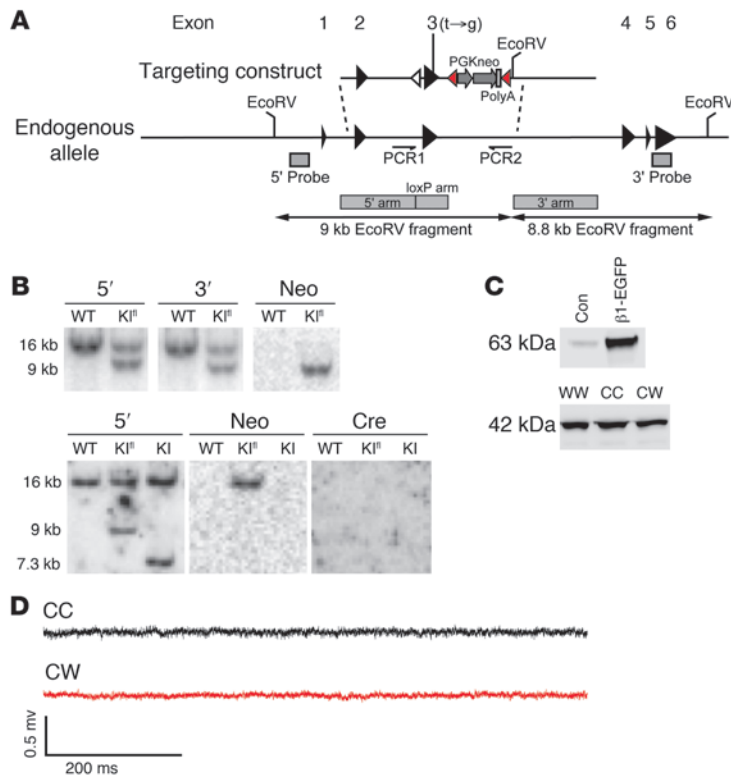 A
Exon 1 2 3 (t→g) 4 5 6
EcoRV
Targeting construct
PGKneo
PolyA
EcoRV
EcoRV
Endogenous
allele
PCR1 PCR2
5' Probe 3' Probe
loxP arm
5' arm 3' arm
9 kb EcoRV fragment 8.8 kb EcoRV fragment
B
5′ 3′ Neo
WT KIfl WT KIfl WT KIfl
16 kb
9 kb
5′ Neo Cre
WT KIfl KI WT KIfl KI WT KIfl KI
16 kb
9 kb
7.3 kb
C
Con β1-EGFP
63 kDa
WW CC CW
42 kDa
D
CC
CW
0.5 mv
200 ms